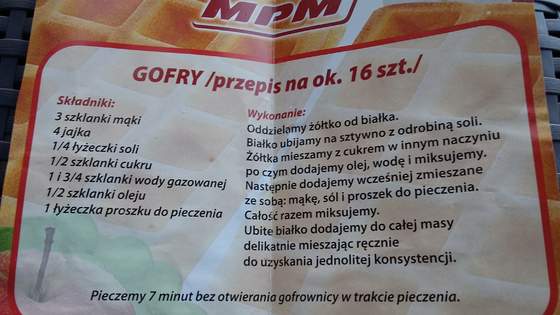 MPM
GOFRY /przepis na ok. 16 szt./
Składniki:
3 szklanki mąki
4 jajka
1/4 łyżeczki soli
1/2 szklanki cukru
1 i 3/4 szklanki wody gazowanej
1/2 szklanki oleju
1 łyżeczka proszku do pieczenia
Wykonanie:
Oddzielamy żółtko od białka.
Białko ubijamy na sztywno z odrobiną soli.
Żółtka mieszamy z cukrem w innym naczyniu
po czym dodajemy olej, wodę i miksujemy.
Następnie dodajemy wcześniej zmieszane
ze sobą: mąkę, sól i proszek do pieczenia.
Całość razem miksujemy.
Ubite białko dodajemy do całej masy
delikatnie mieszając ręcznie
do uzyskania jednolitej konsystencji.
Pieczemy 7 minut bez otwierania gofrownicy w trakcie pieczenia.